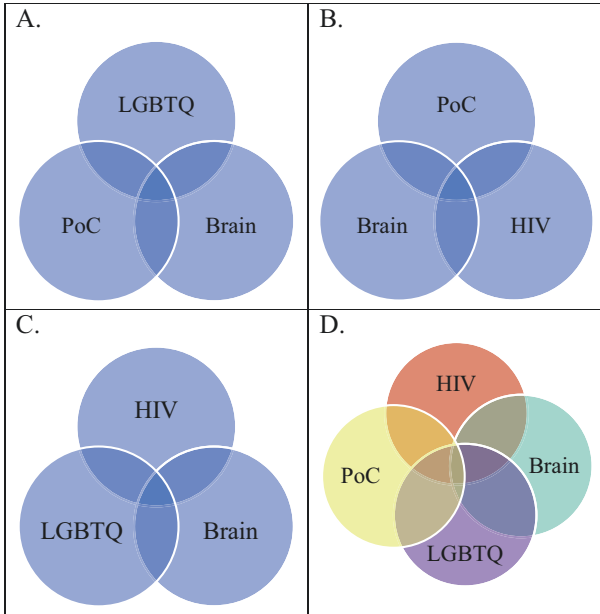 A.
LGBTQ
PoC
Brain
B.
PoC
Brain
HIV
C.
HIV
LGBTQ
Brain
D.
HIV
PoC
Brain
LGBTQ